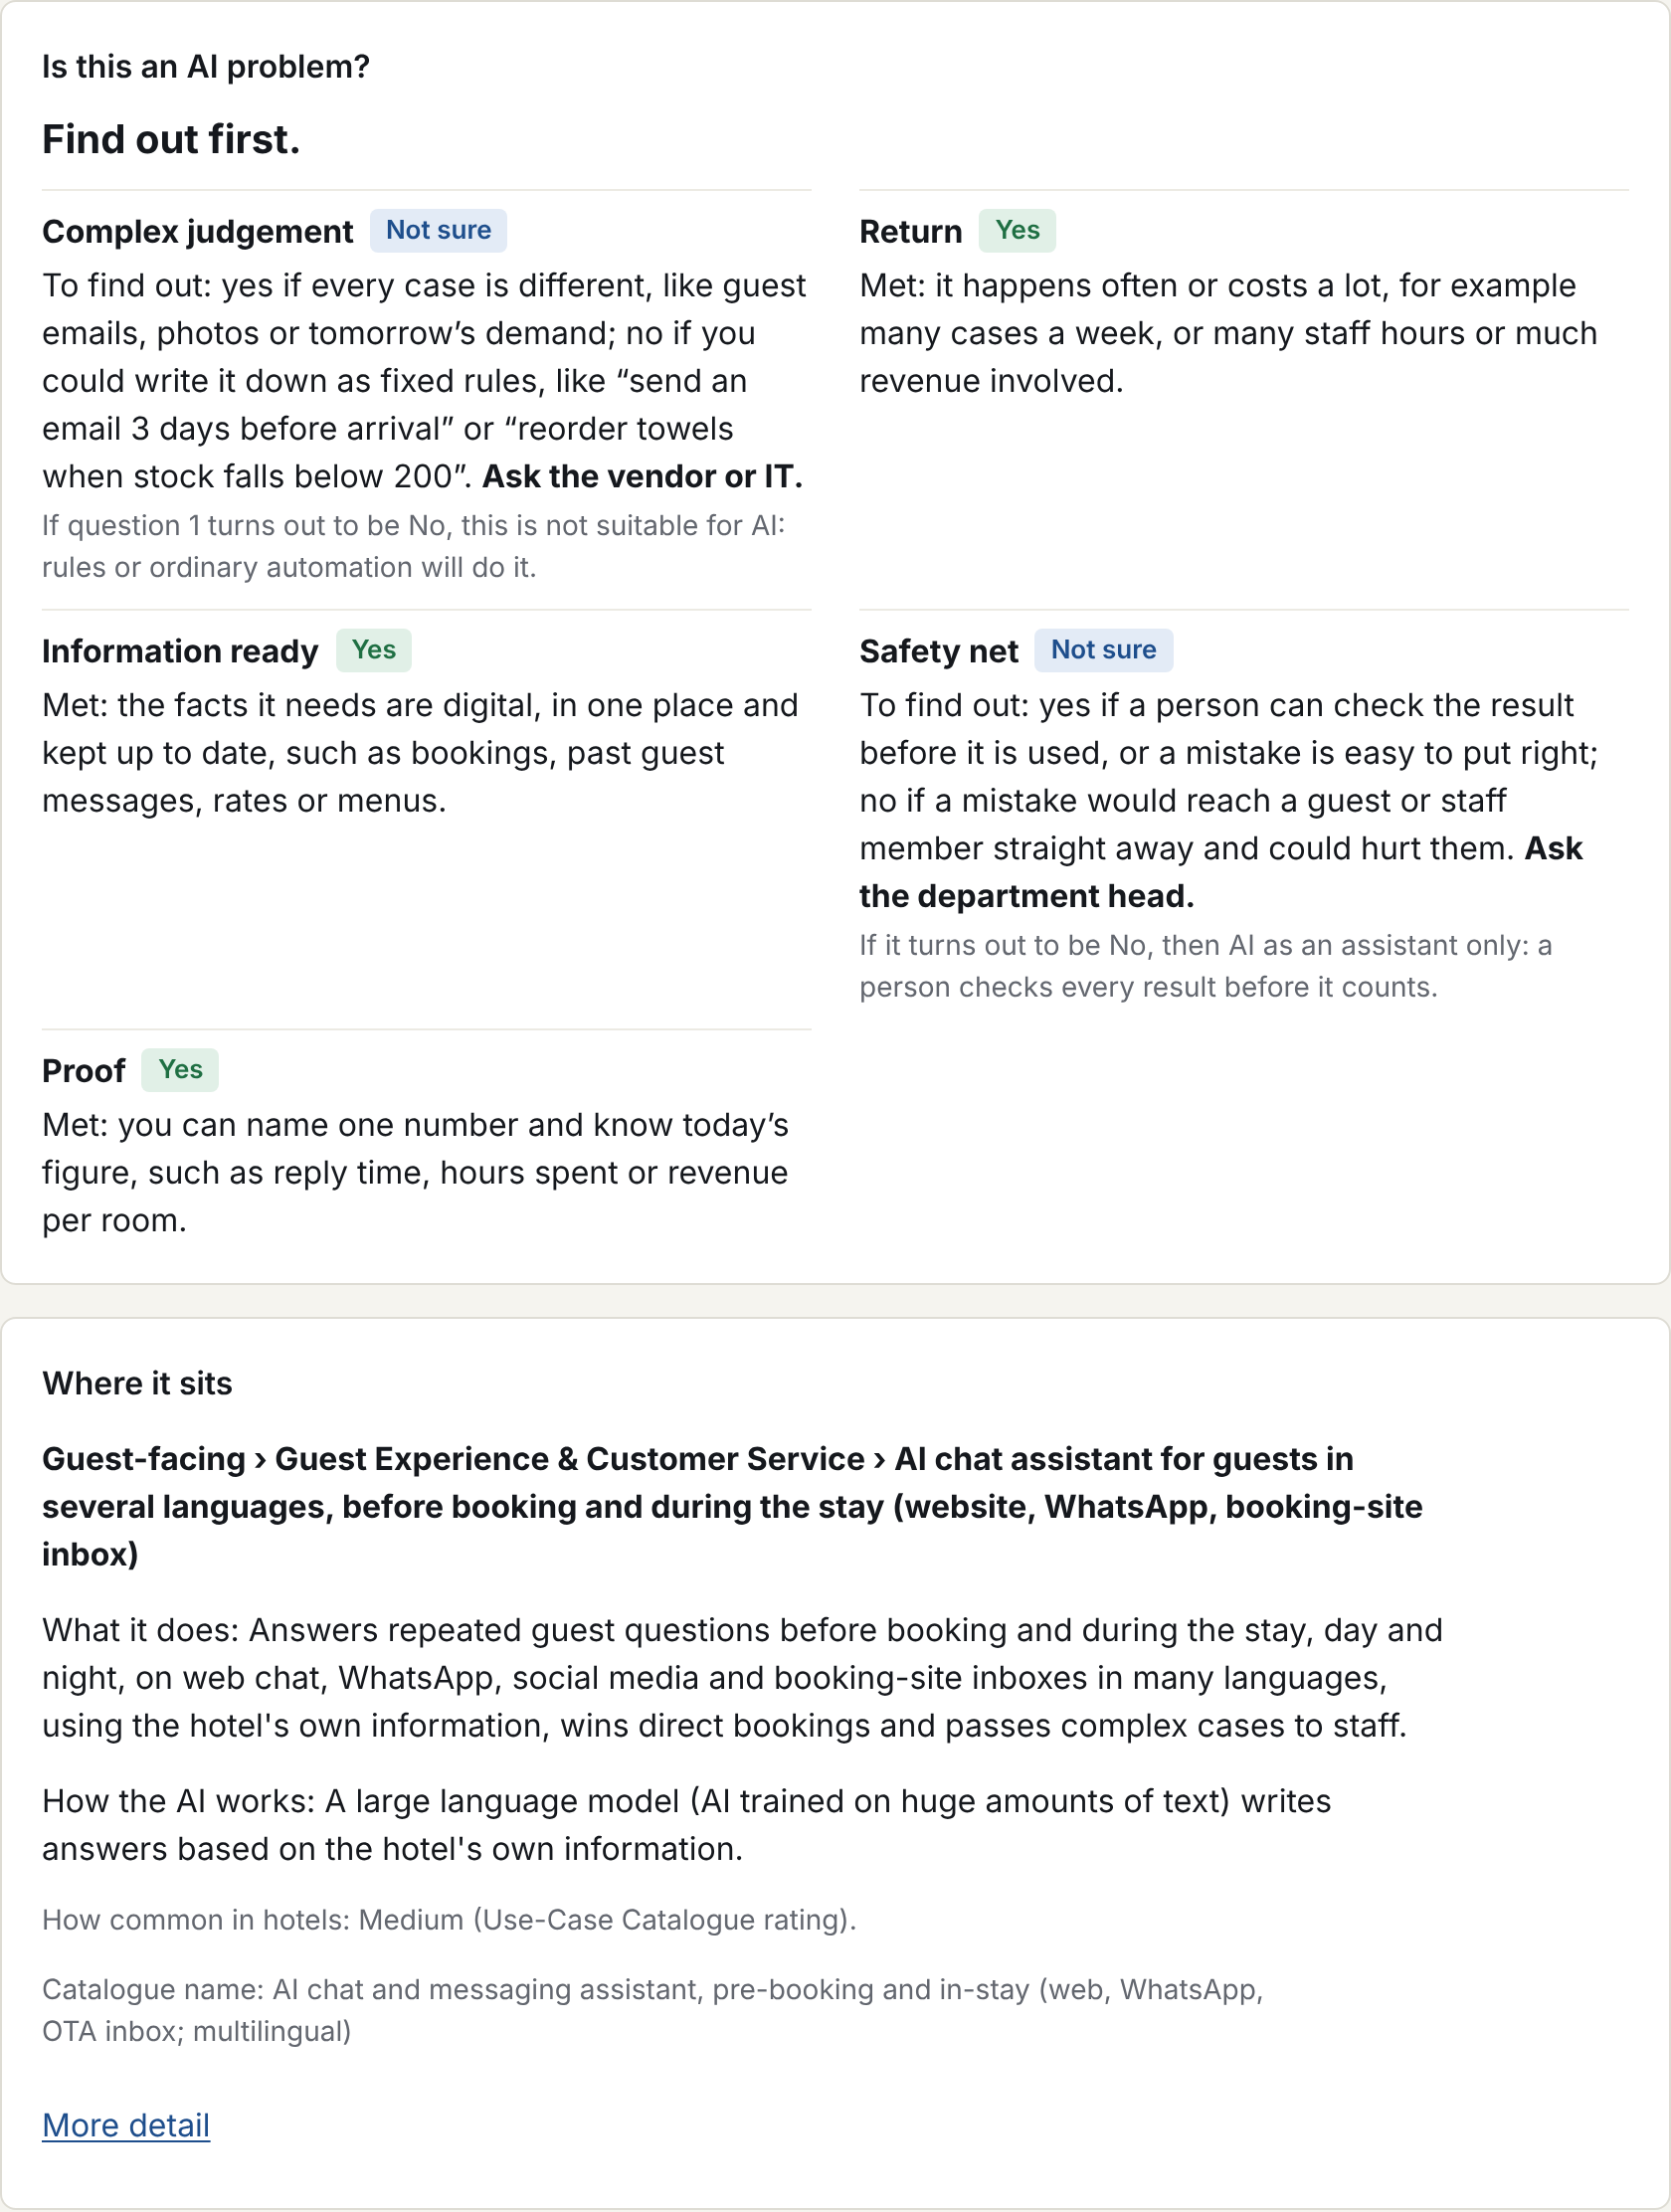 Is this an AI problem?
Find out first.
Complex judgement Not sure
To find out: yes if every case is different, like guest
emails, photos or tomorrow’s demand; no if you
could write it down as fixed rules, like “send an
email 3 days before arrival” or “reorder towels
when stock falls below 200”. Ask the vendor or IT.
If question 1 turns out to be No, this is not suitable for AI:
rules or ordinary automation will do it.
Return Yes
Met: it happens often or costs a lot, for example
many cases a week, or many staff hours or much
revenue involved.
Information ready Yes
Met: the facts it needs are digital, in one place and
kept up to date, such as bookings, past guest
messages, rates or menus.
Safety net Not sure
To find out: yes if a person can check the result
before it is used, or a mistake is easy to put right;
no if a mistake would reach a guest or staff
member straight away and could hurt them. Ask
the department head.
If it turns out to be No, then AI as an assistant only: a
person checks every result before it counts.
Proof Yes
Met: you can name one number and know today’s
figure, such as reply time, hours spent or revenue
per room.
Where it sits
Guest-facing › Guest Experience & Customer Service › AI chat assistant for guests in
several languages, before booking and during the stay (website, WhatsApp, booking-site
inbox)
What it does: Answers repeated guest questions before booking and during the stay, day and
night, on web chat, WhatsApp, social media and booking-site inboxes in many languages,
using the hotel's own information, wins direct bookings and passes complex cases to staff.
How the AI works: A large language model (AI trained on huge amounts of text) writes
answers based on the hotel's own information.
How common in hotels: Medium (Use-Case Catalogue rating).
Catalogue name: AI chat and messaging assistant, pre-booking and in-stay (web, WhatsApp,
OTA inbox; multilingual)
More detail